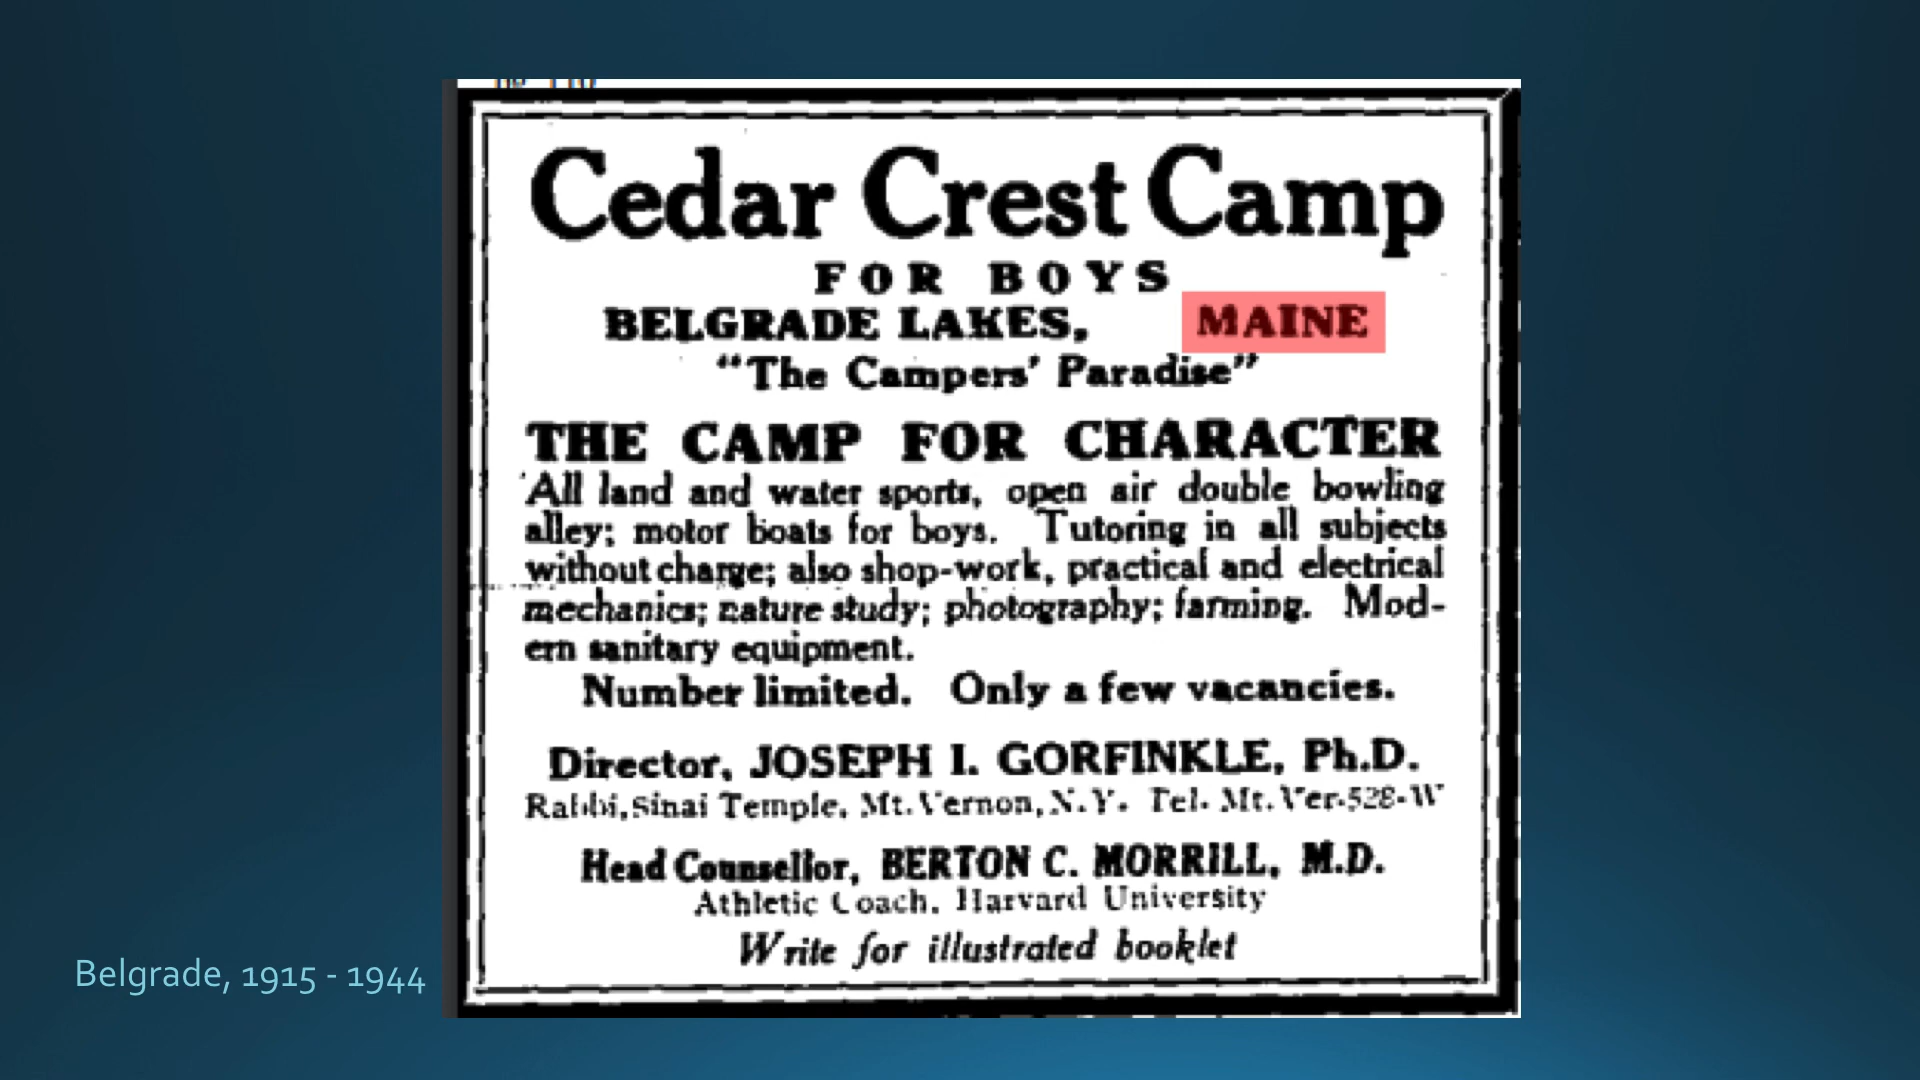 Cedar Crest Camp
FOR BOYS
BELGRADE LAKES, MAINE
"The Campers' Paradise"
THE CAMP FOR CHARACTER
All land and water sports, open air double bowling
alley; motor boats for boys. Tutoring in all subjects
without charge; also shop-work, practical and electrical
mechanics; nature study; photography; farming. Mod-
ern sanitary equipment.
Number limited. Only a few vacancies.
Director, JOSEPH I. GORFINKLE, Ph.D.
Rabbi, Sinai Temple, Mt. Vernon, N.Y. Tel. Mt. Ver. 528-W
Head Counsellor, BERTON C. MORRILL, M.D.
Athletic Coach, Harvard University
Write for illustrated booklet
Belgrade, 1915 - 1944